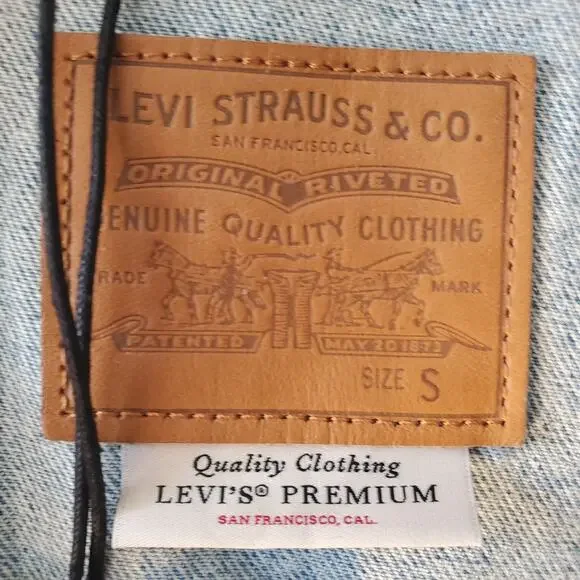 LEVI STRAUSS & CO.
SAN FRANCISCO, CAL.
ORIGINAL RIVETED
ENUINE QUALITY CLOTHING
TRADE MARK
PATENTED MAY 20 1873
SIZE S
Quality Clothing
LEVI'S® PREMIUM
SAN FRANCISCO, CAL.